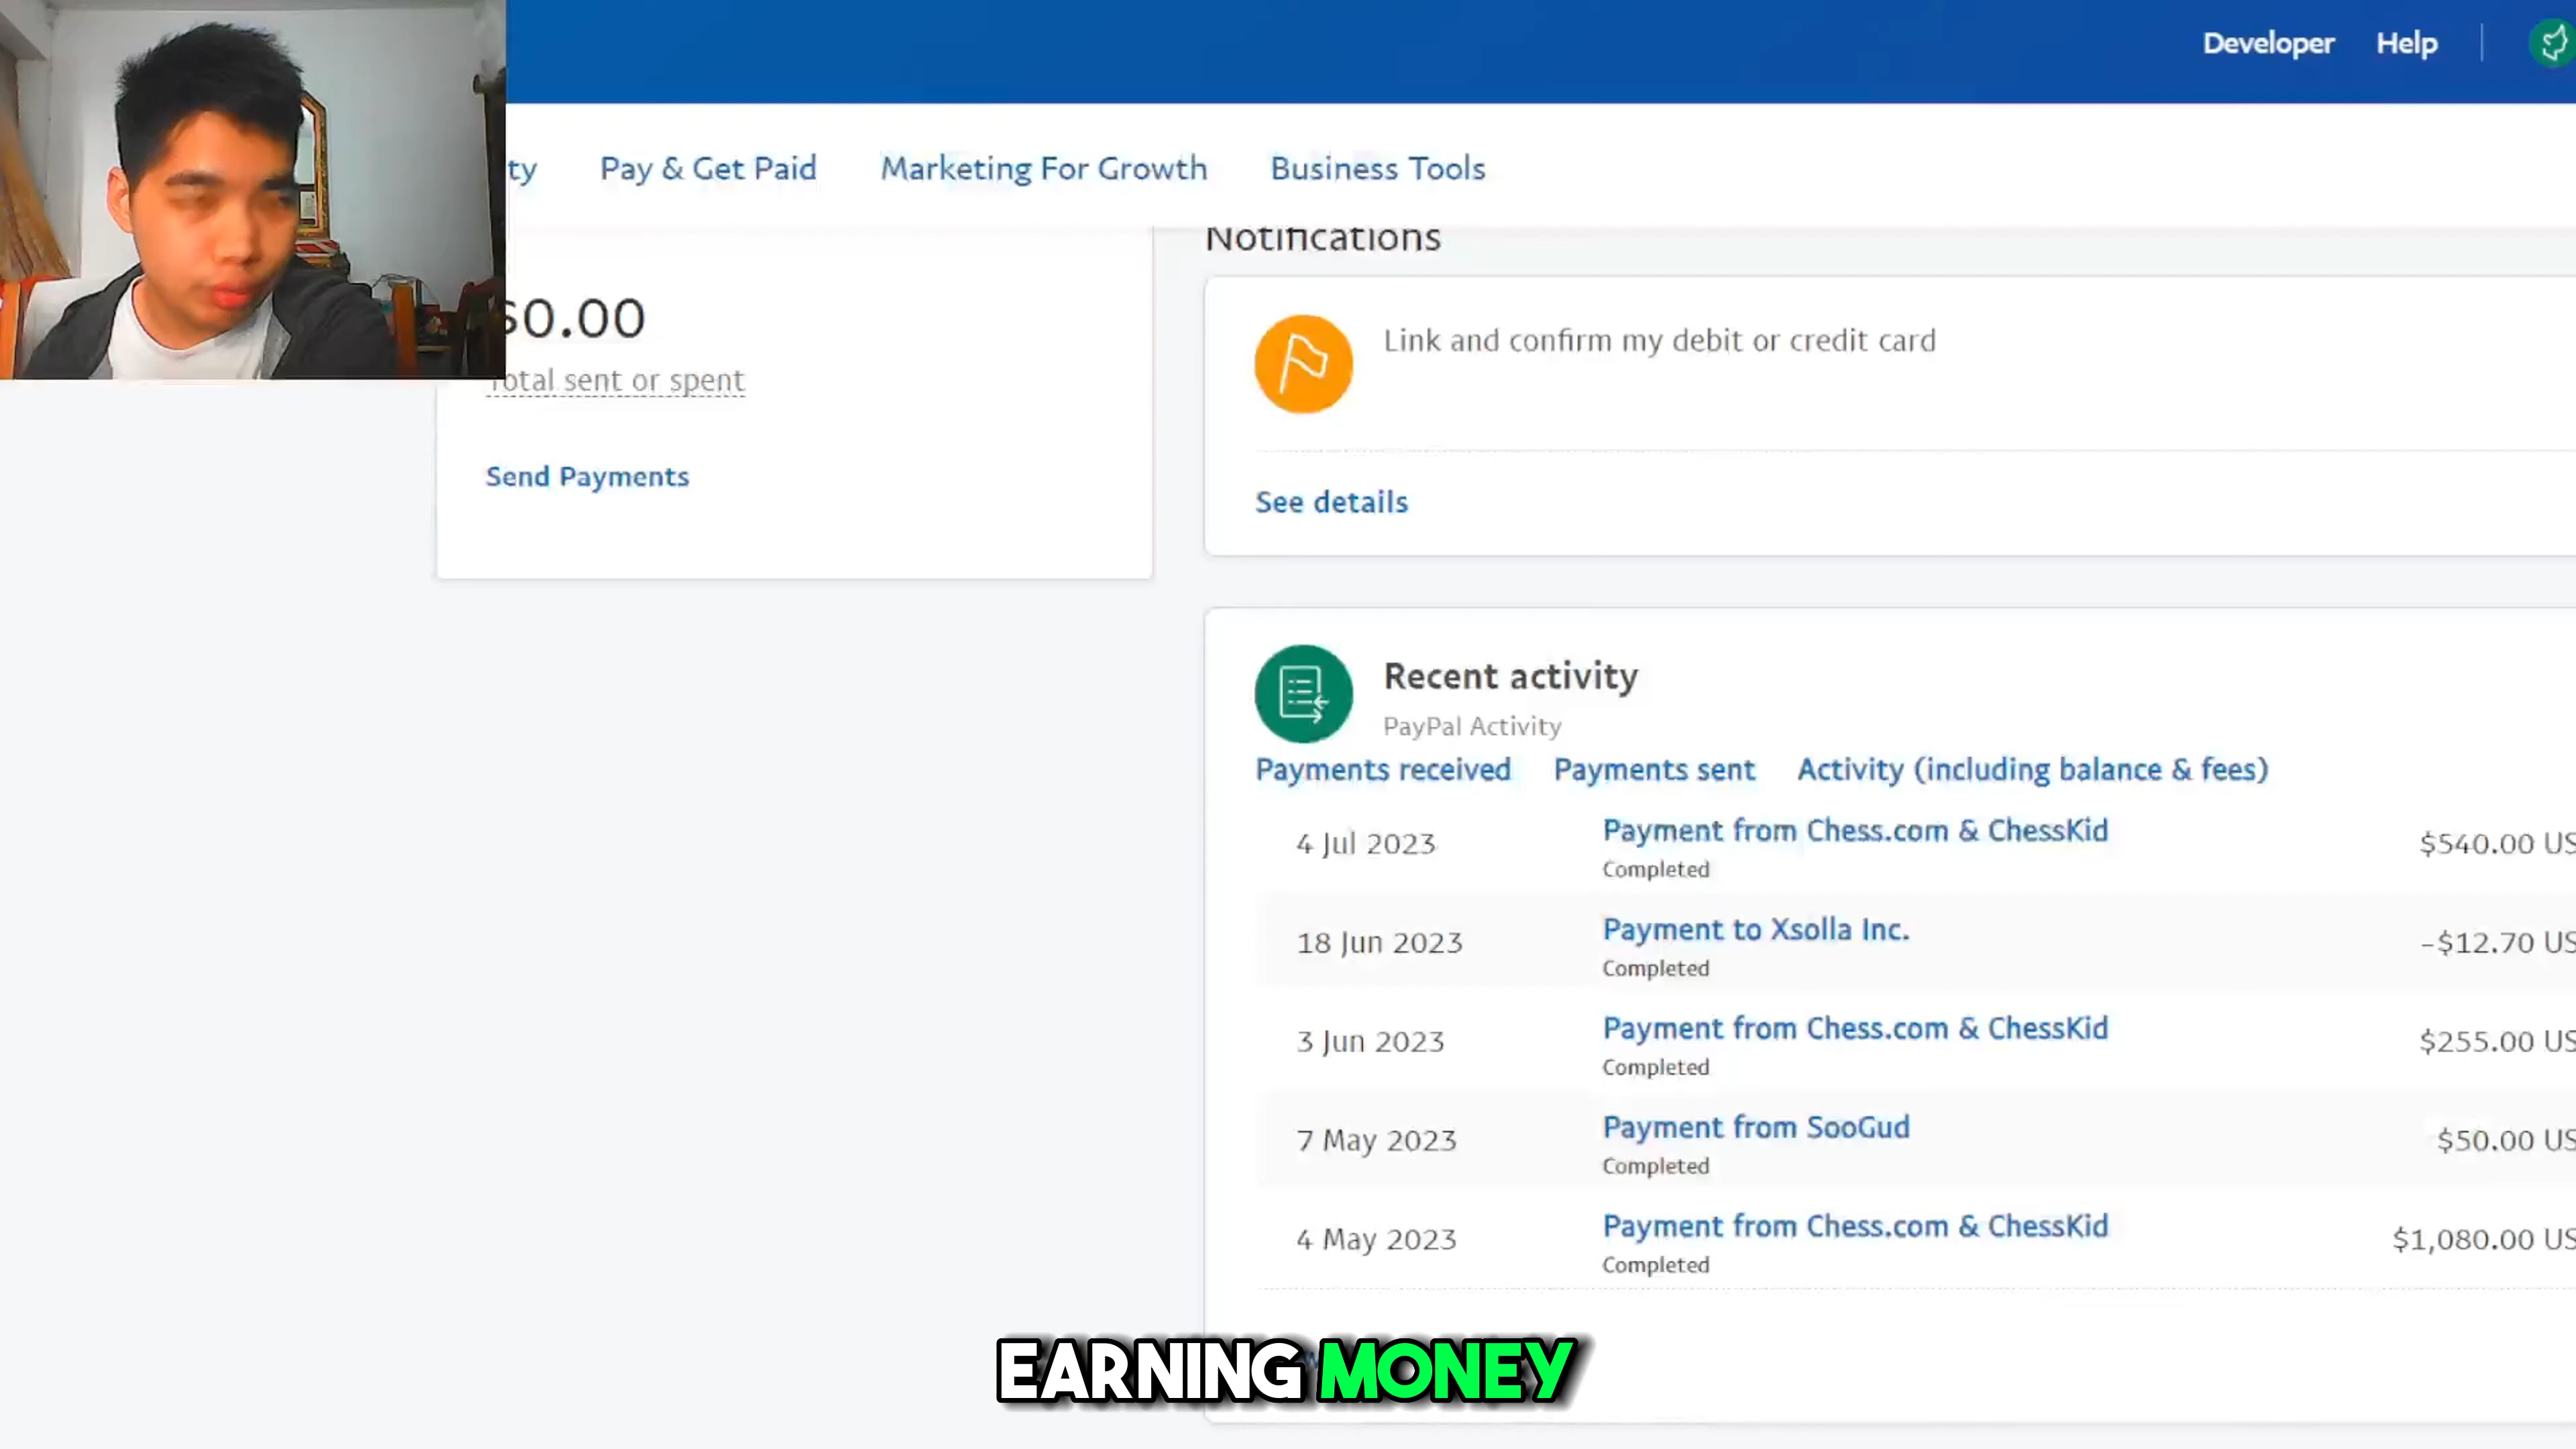 Developer Help
ty Pay & Get Paid Marketing For Growth Business Tools
Notifications
$0.00
Total sent or spent
Send Payments
Link and confirm my debit or credit card
See details
Recent activity
PayPal Activity
Payments received Payments sent Activity (including balance & fees)
4 Jul 2023 Payment from Chess.com & ChessKid $540.00 US
Completed
18 Jun 2023 Payment to Xsolla Inc. -$12.70 US
Completed
3 Jun 2023 Payment from Chess.com & ChessKid $255.00 US
Completed
7 May 2023 Payment from SooGud $50.00 US
Completed
4 May 2023 Payment from Chess.com & ChessKid $1,080.00 US
Completed
EARNING MONEY